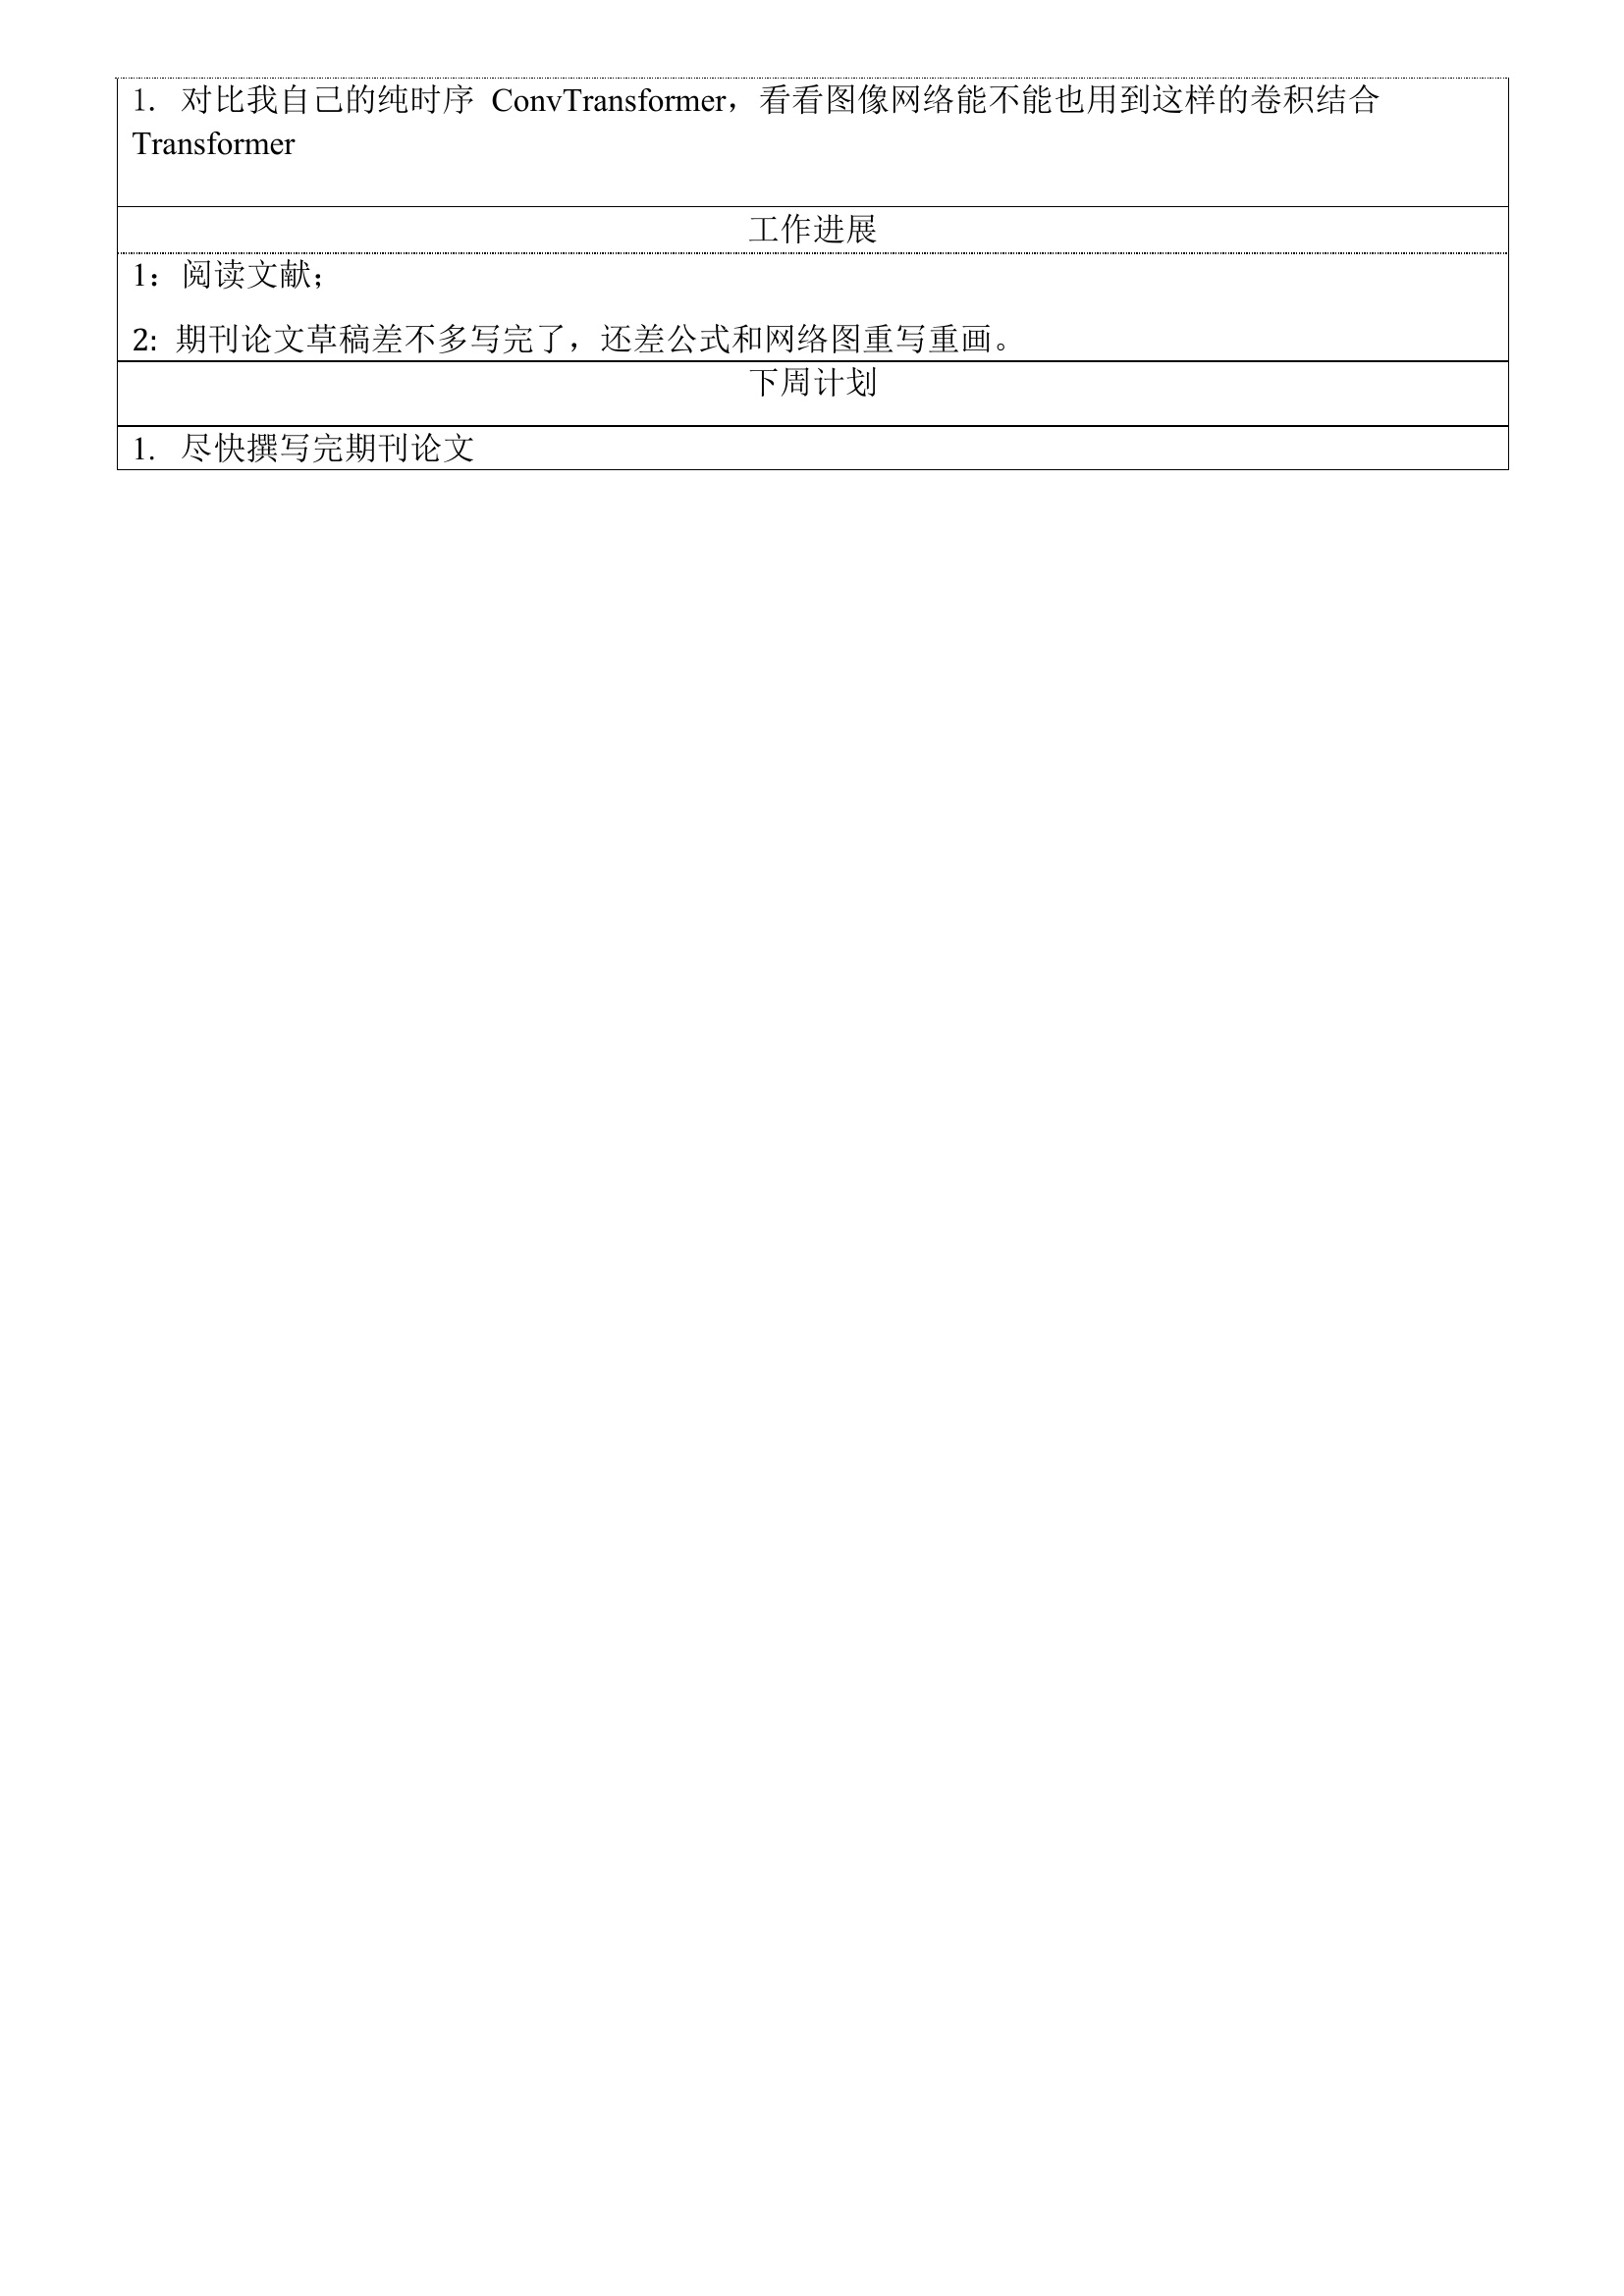 1. 对比我自己的纯时序 ConvTransformer，看看图像网络能不能也用到这样的卷积结合
Transformer
工作进展
1：阅读文献；
2: 期刊论文草稿差不多写完了，还差公式和网络图重写重画。
下周计划
1. 尽快撰写完期刊论文